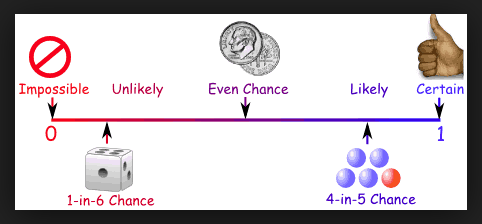 Impossible Unlikely Even Chance Likely Certain
0 1
1-in-6 Chance 4-in-5 Chance